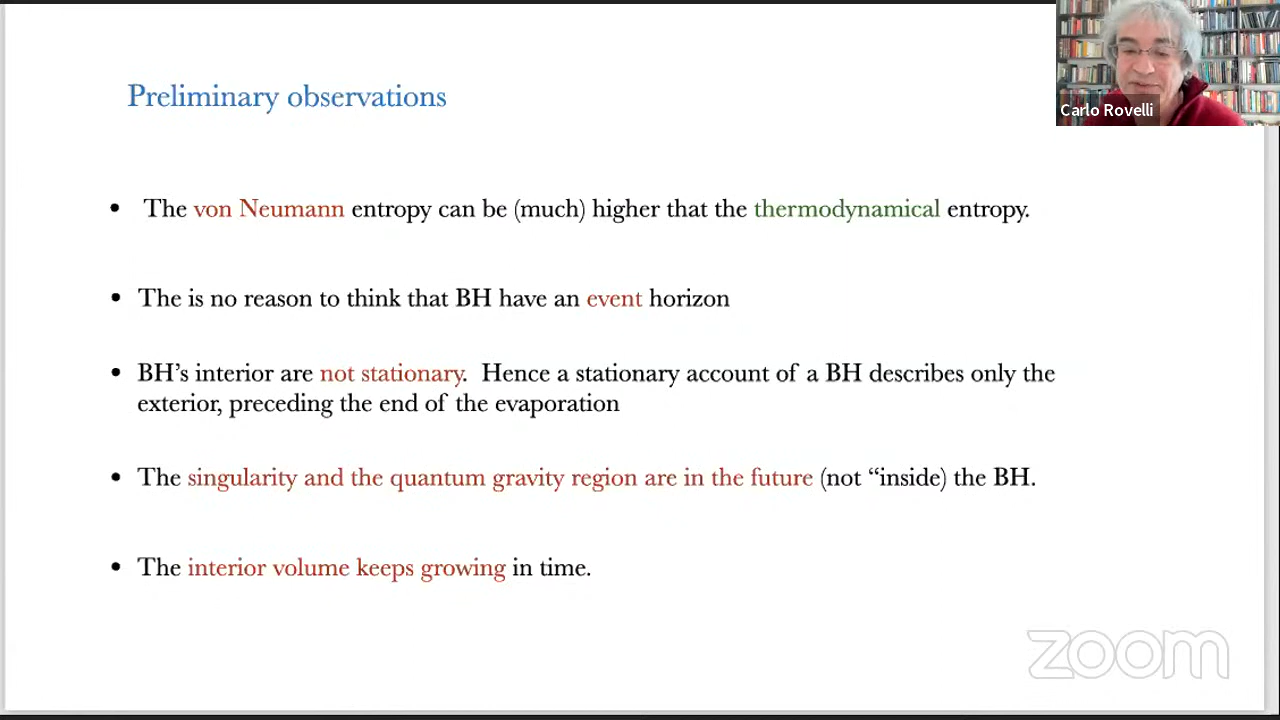 Preliminary observations
Carlo Rovelli
• The von Neumann entropy can be (much) higher that the thermodynamical entropy.
• The is no reason to think that BH have an event horizon
• BH’s interior are not stationary. Hence a stationary account of a BH describes only the
exterior, preceding the end of the evaporation
• The singularity and the quantum gravity region are in the future (not “inside) the BH.
• The interior volume keeps growing in time.
zoom